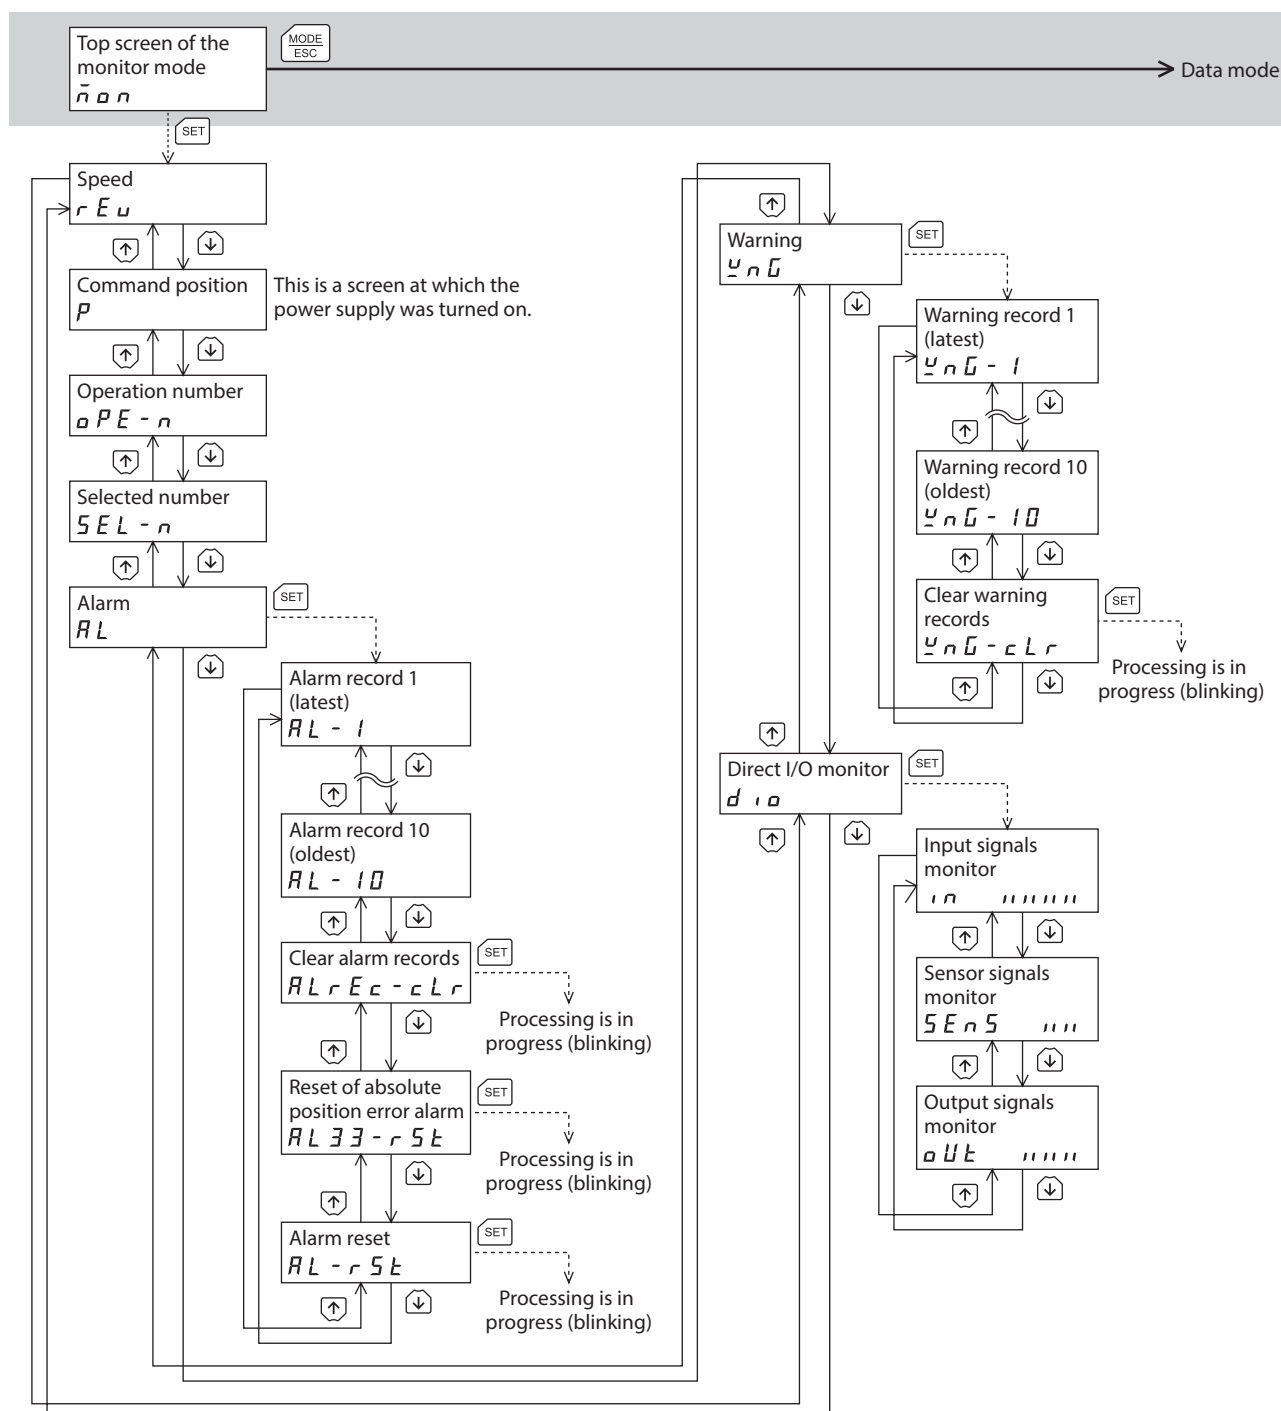 Top screen of the
monitor mode
MODE
ESC
Data mode
SET
Speed
rEv
Command position
P
This is a screen at which the
power supply was turned on.
Operation number
oPE-n
Selected number
SEL-n
Alarm
AL
SET
Alarm record 1
(latest)
AL-1
Alarm record 10
(oldest)
AL-10
Clear alarm records
ALrEc-cLr
SET
Processing is in
progress (blinking)
Reset of absolute
position error alarm
AL33-rSt
SET
Processing is in
progress (blinking)
Alarm reset
AL-rSt
SET
Processing is in
progress (blinking)
Warning
WnG
SET
Warning record 1
(latest)
WnG-1
Warning record 10
(oldest)
WnG-10
Clear warning
records
WnG-cLr
SET
Processing is in
progress (blinking)
Direct I/O monitor
dio
SET
Input signals
monitor
in
Sensor signals
monitor
SEnS
Output signals
monitor
oUt